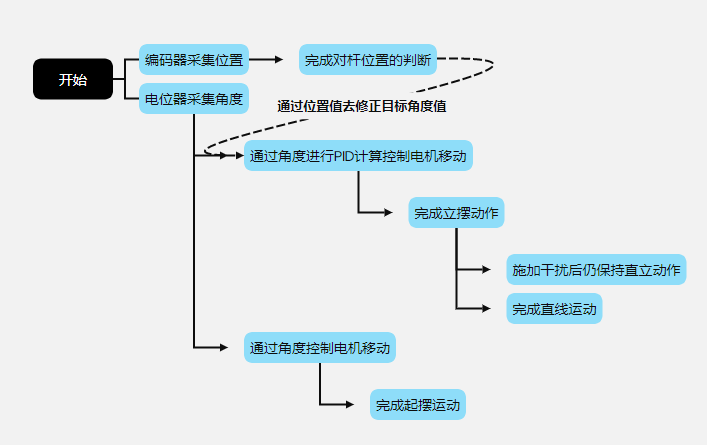 开始
编码器采集位置
完成对杆位置的判断
电位器采集角度
通过位置值去修正目标角度值
通过角度进行PID计算控制电机移动
完成立摆动作
施加干扰后仍保持直立动作
完成直线运动
通过角度控制电机移动
完成起摆运动